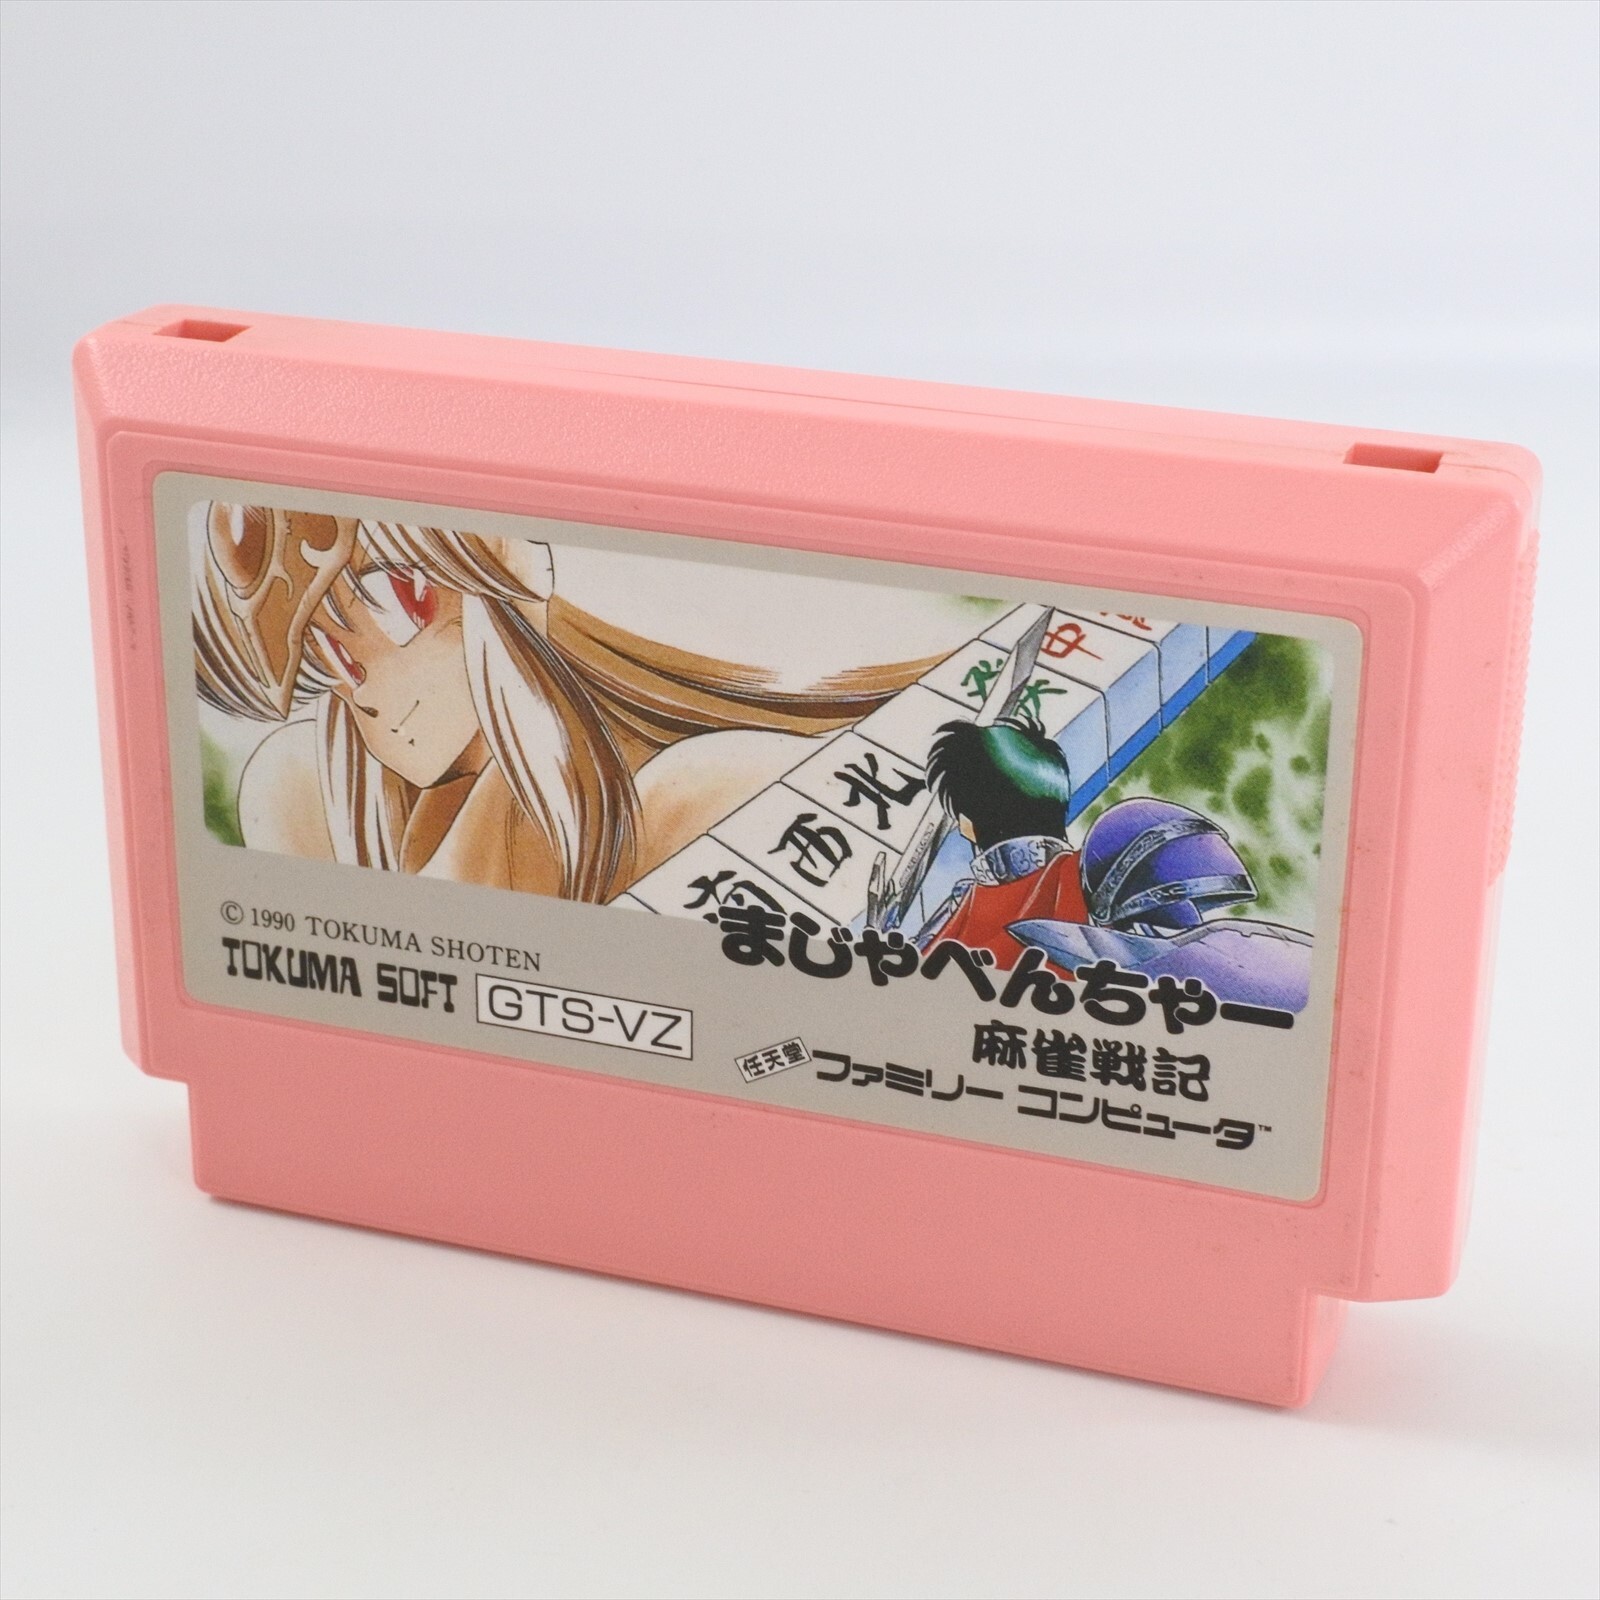 發 中
南 西 北
まじゃべんちゃー
麻雀戦記
© 1990 TOKUMA SHOTEN
TOKUMA SOFT GTS-VZ
任天堂 ファミリー コンピュータ™